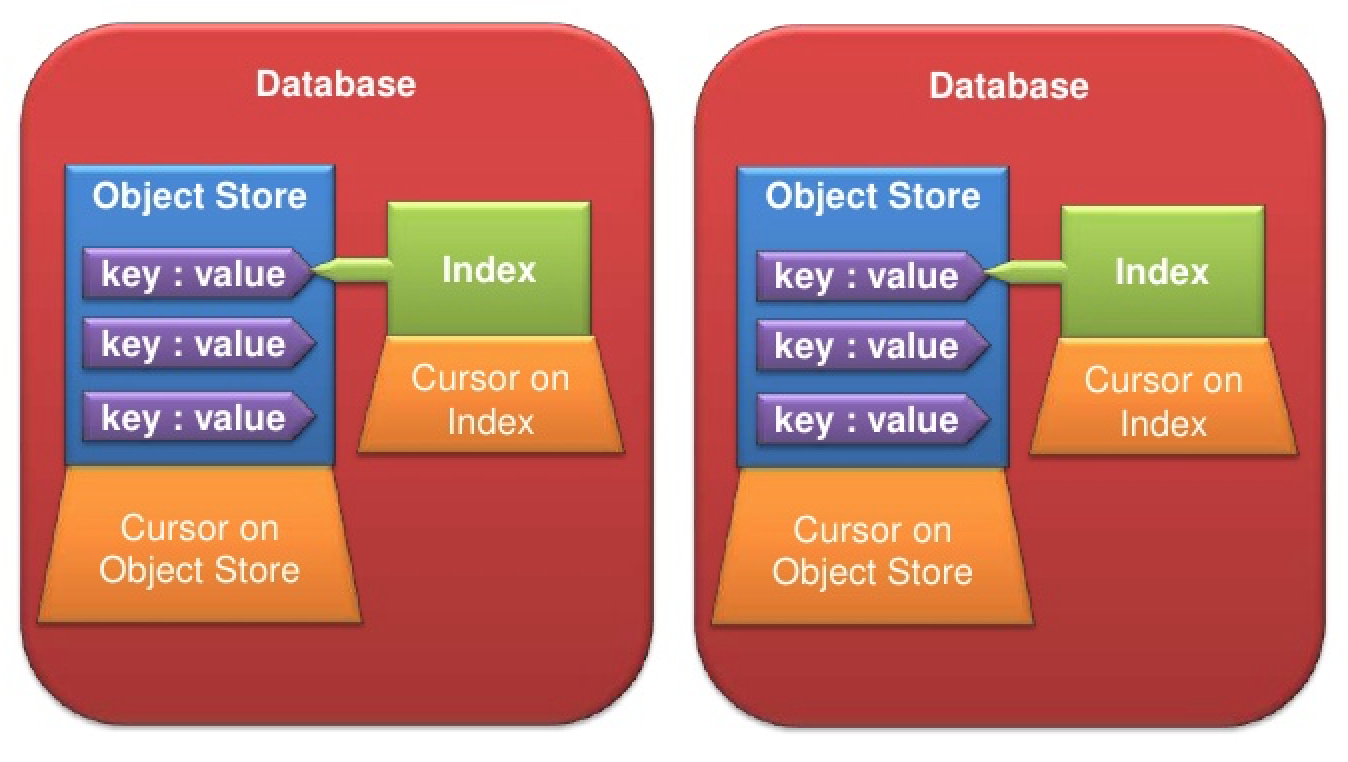 Database
Object Store
key : value
key : value
key : value
Index
Cursor on
Index
Cursor on
Object Store
Database
Object Store
key : value
key : value
key : value
Index
Cursor on
Index
Cursor on
Object Store